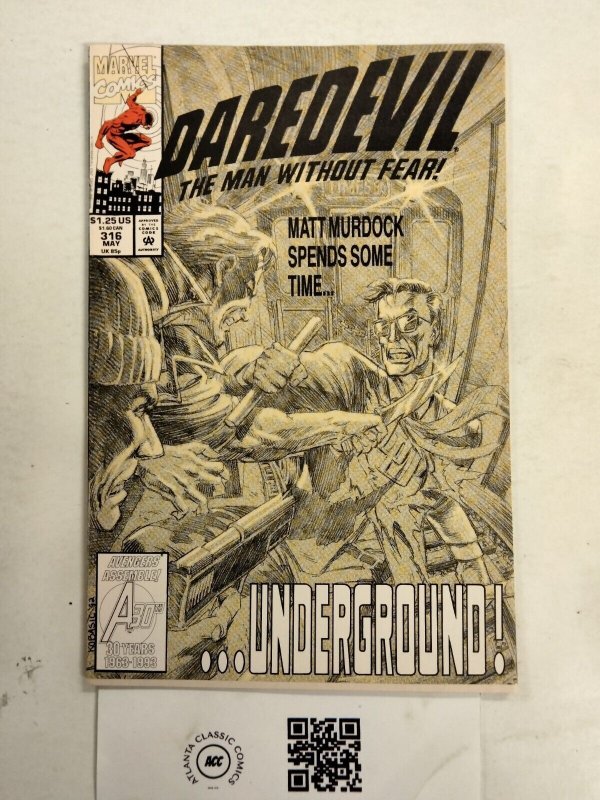 MARVEL
COMICS
DAREDEVIL
THE MAN WITHOUT FEAR!
$1.25 US
$1.60 CAN
316
MAY
UK 85p
APPROVED
BY THE
COMICS
CODE
CA
AUTHORITY
MATT MURDOCK
SPENDS SOME
TIME...
AVENGERS
ASSEMBLE!
A 30TH
30 YEARS
1963-1993
...UNDERGROUND!
ATLANTA CLASSIC COMICS
ACC